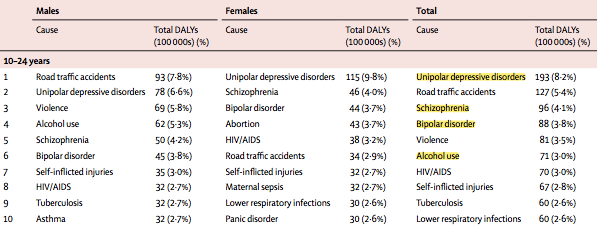 Males Females Total
Cause Total DALYs Cause Total DALYs Cause Total DALYs
(100 000s) (%) (100 000s) (%) (100 000s) (%)
10–24 years
1 Road traffic accidents 93 (7·8%) Unipolar depressive disorders 115 (9·8%) Unipolar depressive disorders 193 (8·2%)
2 Unipolar depressive disorders 78 (6·6%) Schizophrenia 46 (4·0%) Road traffic accidents 127 (5·4%)
3 Violence 69 (5·8%) Bipolar disorder 44 (3·7%) Schizophrenia 96 (4·1%)
4 Alcohol use 62 (5·3%) Abortion 43 (3·7%) Bipolar disorder 88 (3·8%)
5 Schizophrenia 50 (4·2%) HIV/AIDS 38 (3·2%) Violence 81 (3·5%)
6 Bipolar disorder 45 (3·8%) Road traffic accidents 34 (2·9%) Alcohol use 71 (3·0%)
7 Self-inflicted injuries 35 (3·0%) Self-inflicted injuries 32 (2·7%) HIV/AIDS 70 (3·0%)
8 HIV/AIDS 32 (2·7%) Maternal sepsis 32 (2·7%) Self-inflicted injuries 67 (2·8%)
9 Tuberculosis 32 (2·7%) Lower respiratory infections 30 (2·6%) Tuberculosis 60 (2·6%)
10 Asthma 32 (2·7%) Panic disorder 30 (2·6%) Lower respiratory infections 60 (2·6%)